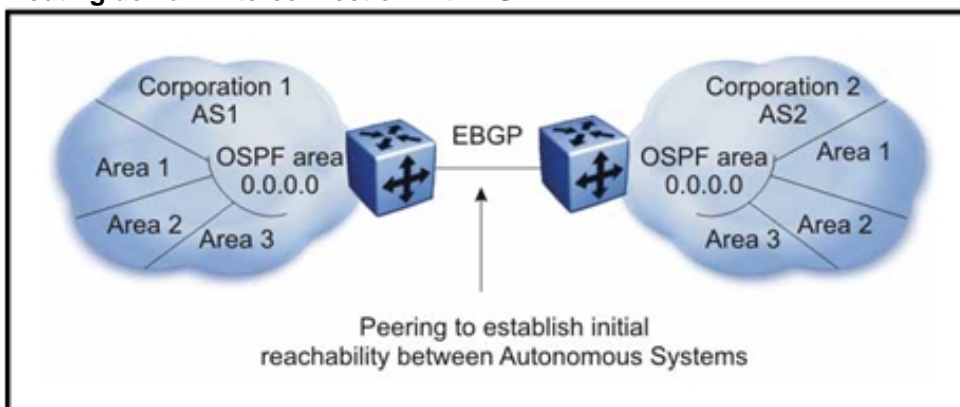 Corporation 1
AS1
OSPF area
0.0.0.0
Area 1
Area 2
Area 3
EBGP
Corporation 2
AS2
OSPF area
0.0.0.0
Area 1
Area 2
Area 3
Peering to establish initial
reachability between Autonomous Systems